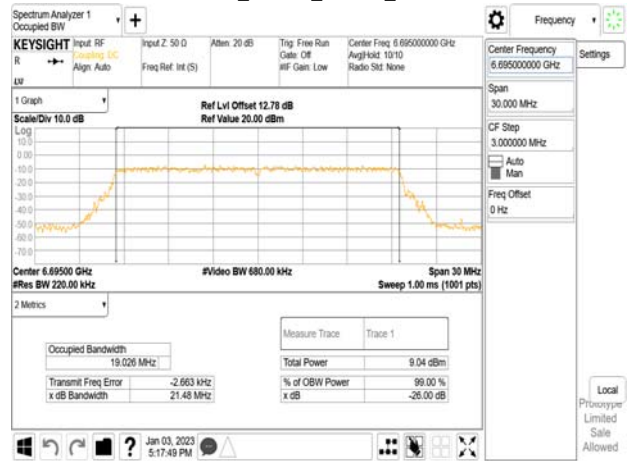 Spectrum Analyzer 1
Occupied BW
Frequency
KEYSIGHT
Input: RF
Coupling: DC
Align: Auto
Input Z: 50 Ω
Freq Ref: Int (S)
Atten: 20 dB
Trig: Free Run
Gate: Off
#IF Gain: Low
Center Freq: 6.695000000 GHz
Avg|Hold: 10/10
Radio Std: None
R
LXI
Center Frequency
6.695000000 GHz
Settings
Span
30.000 MHz
CF Step
3.000000 MHz
Auto
Man
Freq Offset
0 Hz
1 Graph
Scale/Div 10.0 dB
Ref Lvl Offset 12.78 dB
Ref Value 20.00 dBm
Log
10.0
0.00
-10.0
-20.0
-30.0
-40.0
-50.0
-60.0
-70.0
Center 6.69500 GHz
#Res BW 220.00 kHz
#Video BW 680.00 kHz
Span 30 MHz
Sweep 1.00 ms (1001 pts)
2 Metrics
Measure Trace Trace 1
Occupied Bandwidth
19.026 MHz
Total Power 9.04 dBm
Transmit Freq Error -2.663 kHz
% of OBW Power 99.00 %
x dB Bandwidth 21.48 MHz
x dB -26.00 dB
Local
Prototype
Limited
Sale
Allowed
?
Jan 03, 2023
5:17:49 PM